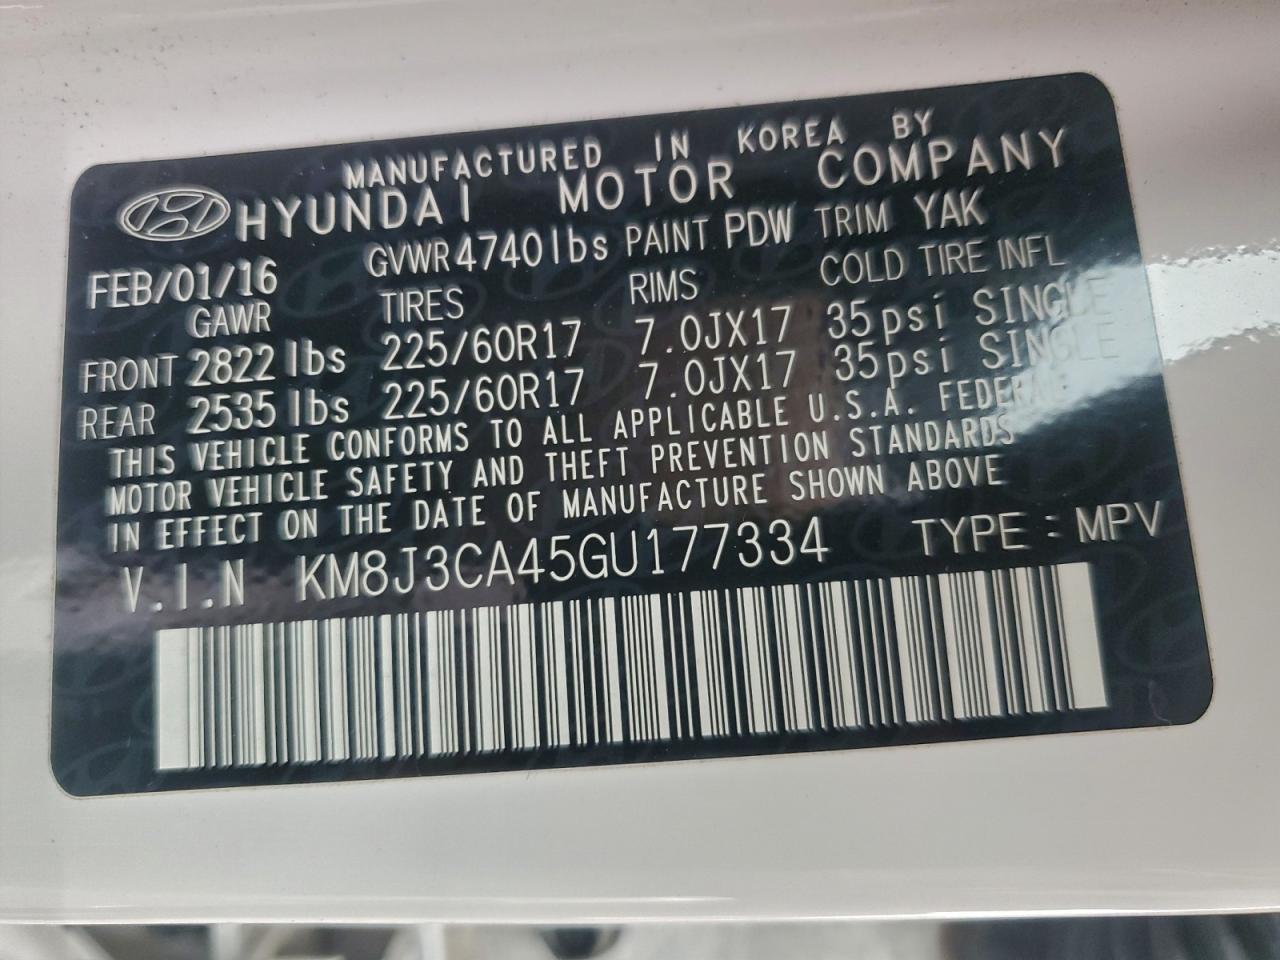 MANUFACTURED IN KOREA BY
HYUNDAI MOTOR COMPANY
FEB/01/16 GVWR 4740lbs PAINT PDW TRIM YAK
GAWR TIRES RIMS COLD TIRE INFL
FRONT 2822 lbs 225/60R17 7.0JX17 35psi SINGLE
REAR 2535 lbs 225/60R17 7.0JX17 35psi SINGLE
THIS VEHICLE CONFORMS TO ALL APPLICABLE U.S.A. FEDERAL
MOTOR VEHICLE SAFETY AND THEFT PREVENTION STANDARDS
IN EFFECT ON THE DATE OF MANUFACTURE SHOWN ABOVE
V.I.N KM8J3CA45GU177334 TYPE : MPV